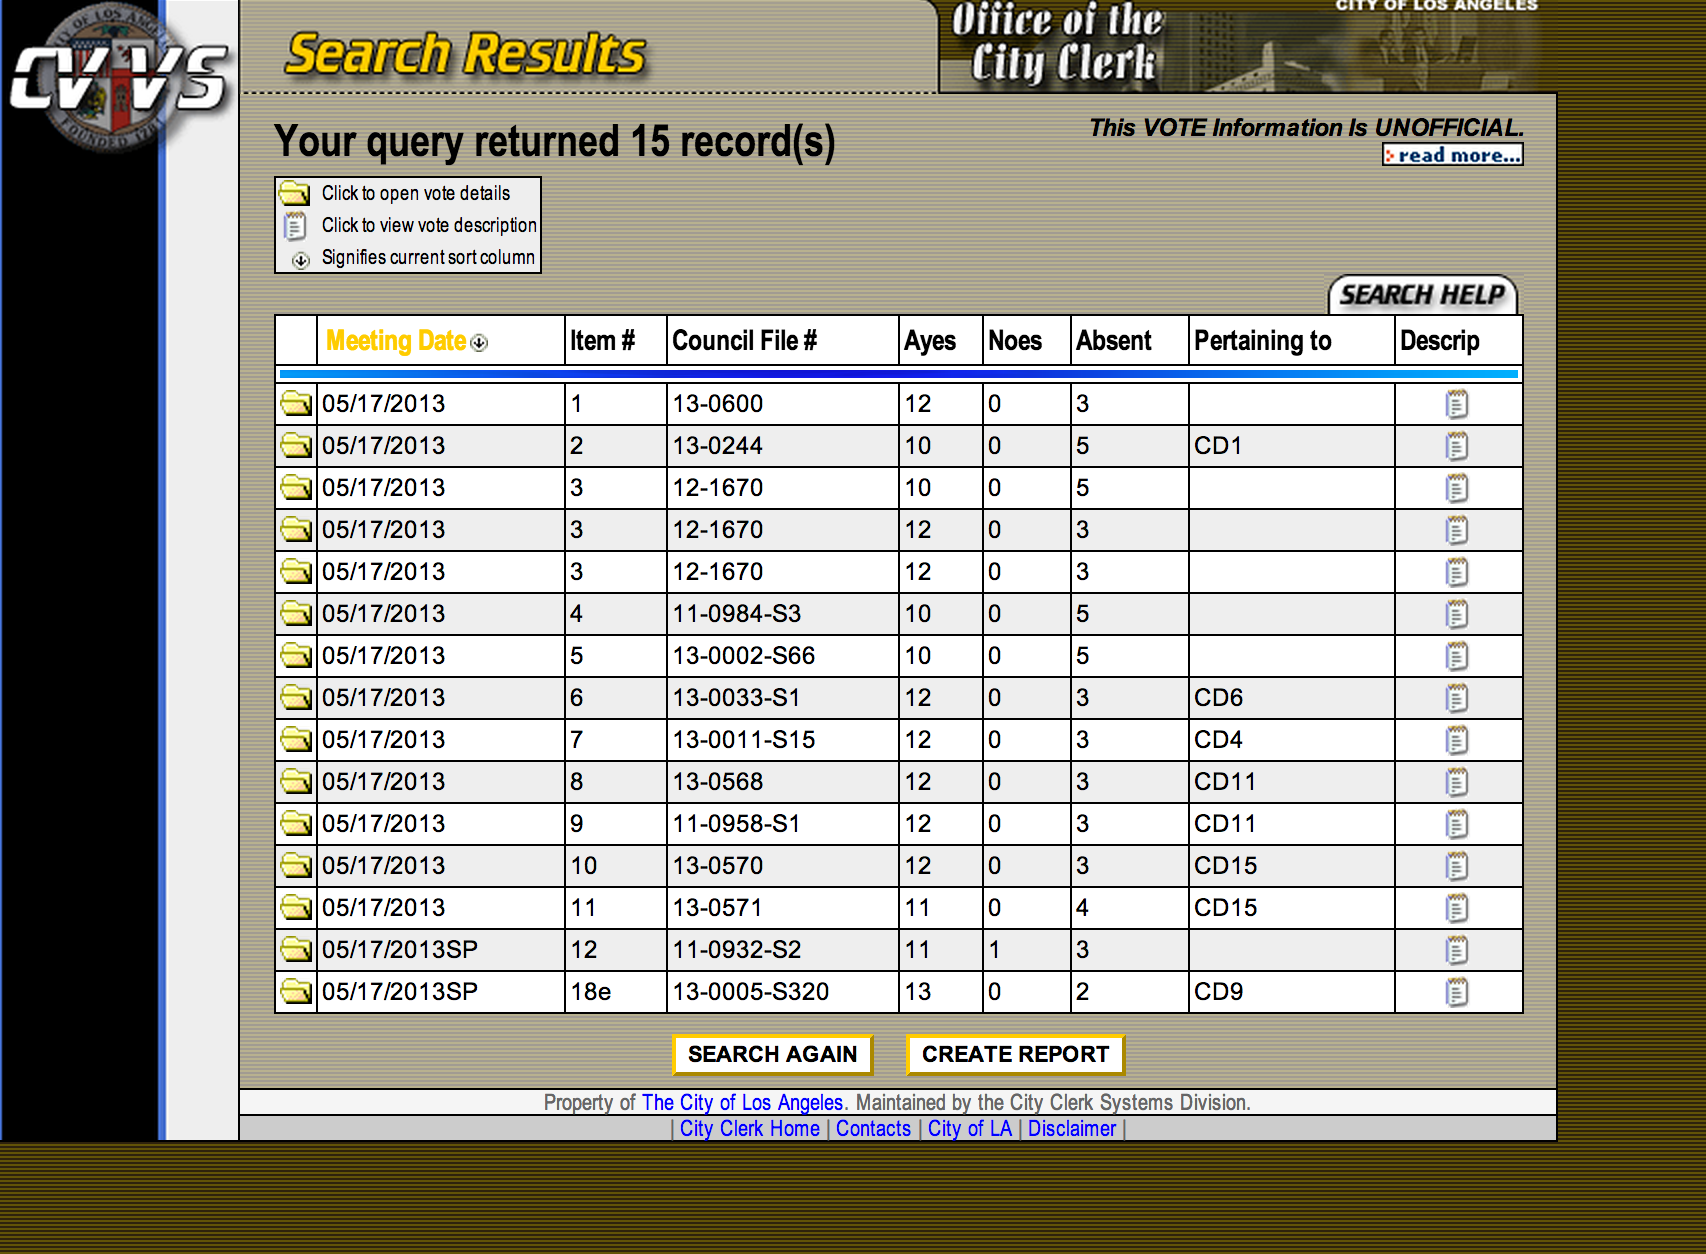 CITY OF LOS ANGELES
CVVS
Search Results
Office of the
City Clerk
FOUNDED 1781
Your query returned 15 record(s)
This VOTE Information Is UNOFFICIAL.
read more...
Click to open vote details
Click to view vote description
Signifies current sort column
SEARCH HELP
Meeting Date Item # Council File # Ayes Noes Absent Pertaining to Descrip
05/17/2013 1 13-0600 12 0 3
05/17/2013 2 13-0244 10 0 5 CD1
05/17/2013 3 12-1670 10 0 5
05/17/2013 3 12-1670 12 0 3
05/17/2013 3 12-1670 12 0 3
05/17/2013 4 11-0984-S3 10 0 5
05/17/2013 5 13-0002-S66 10 0 5
05/17/2013 6 13-0033-S1 12 0 3 CD6
05/17/2013 7 13-0011-S15 12 0 3 CD4
05/17/2013 8 13-0568 12 0 3 CD11
05/17/2013 9 11-0958-S1 12 0 3 CD11
05/17/2013 10 13-0570 12 0 3 CD15
05/17/2013 11 13-0571 11 0 4 CD15
05/17/2013SP 12 11-0932-S2 11 1 3
05/17/2013SP 18e 13-0005-S320 13 0 2 CD9
SEARCH AGAIN CREATE REPORT
Property of The City of Los Angeles. Maintained by the City Clerk Systems Division.
| City Clerk Home | Contacts | City of LA | Disclaimer |